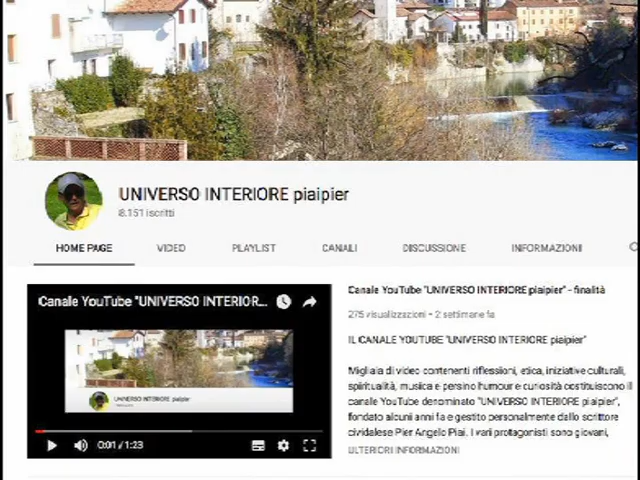 UNIVERSO INTERIORE piaipier
8.151 iscritti
HOME PAGE VIDEO PLAYLIST CANALI DISCUSSIONE INFORMAZIONI
Canale YouTube "UNIVERSO INTERIOR...
UNIVERSO INTERIORE piaipier
0:01 / 1:23
Canale YouTube "UNIVERSO INTERIORE piaipier" - finalità
275 visualizzazioni • 2 settimane fa
IL CANALE YOUTUBE "UNIVERSO INTERIORE piaipier"
Migliaia di video contenenti riflessioni, etica, iniziative culturali,
spiritualità, musica e persino humour e curiosità costituiscono il
canale YouTube denominato "UNIVERSO INTERIORE piaipier",
fondato alcuni anni fa e gestito personalmente dallo scrittore
cividalese Pier Angelo Piai. I vari protagonisti sono giovani,
ULTERIORI INFORMAZIONI